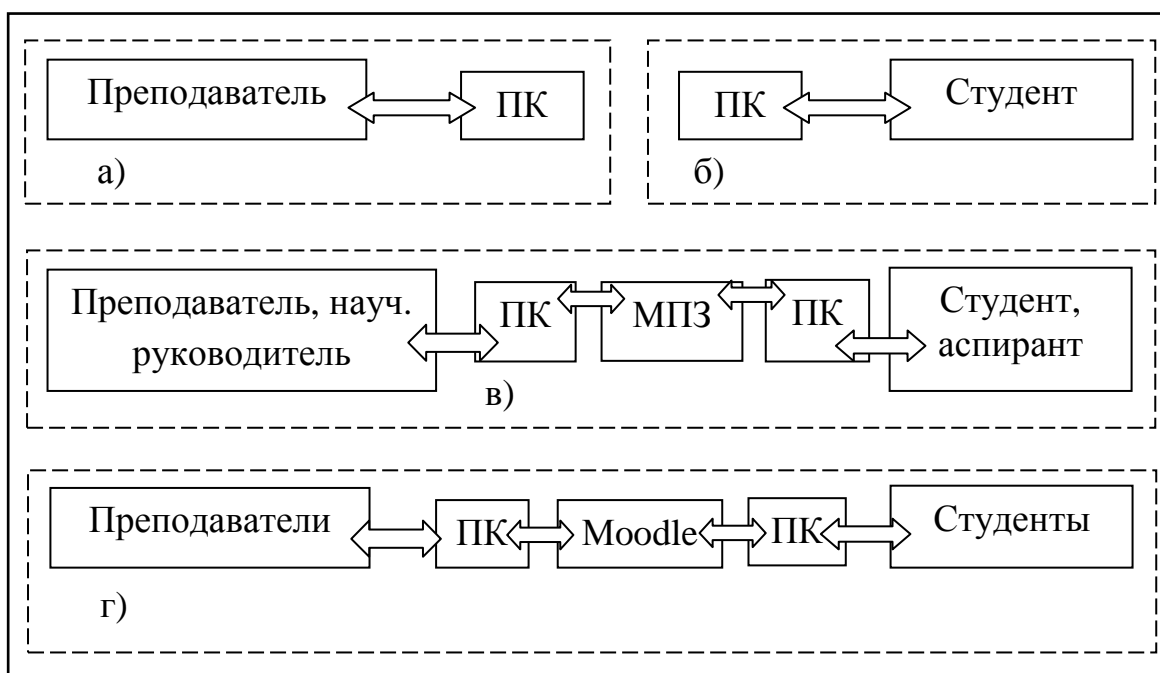 Преподаватель ПК
а)
ПК Студент
б)
Преподаватель, науч.
руководитель
ПК МПЗ ПК
Студент,
аспирант
в)
Преподаватели ПК Moodle ПК Студенты
г)